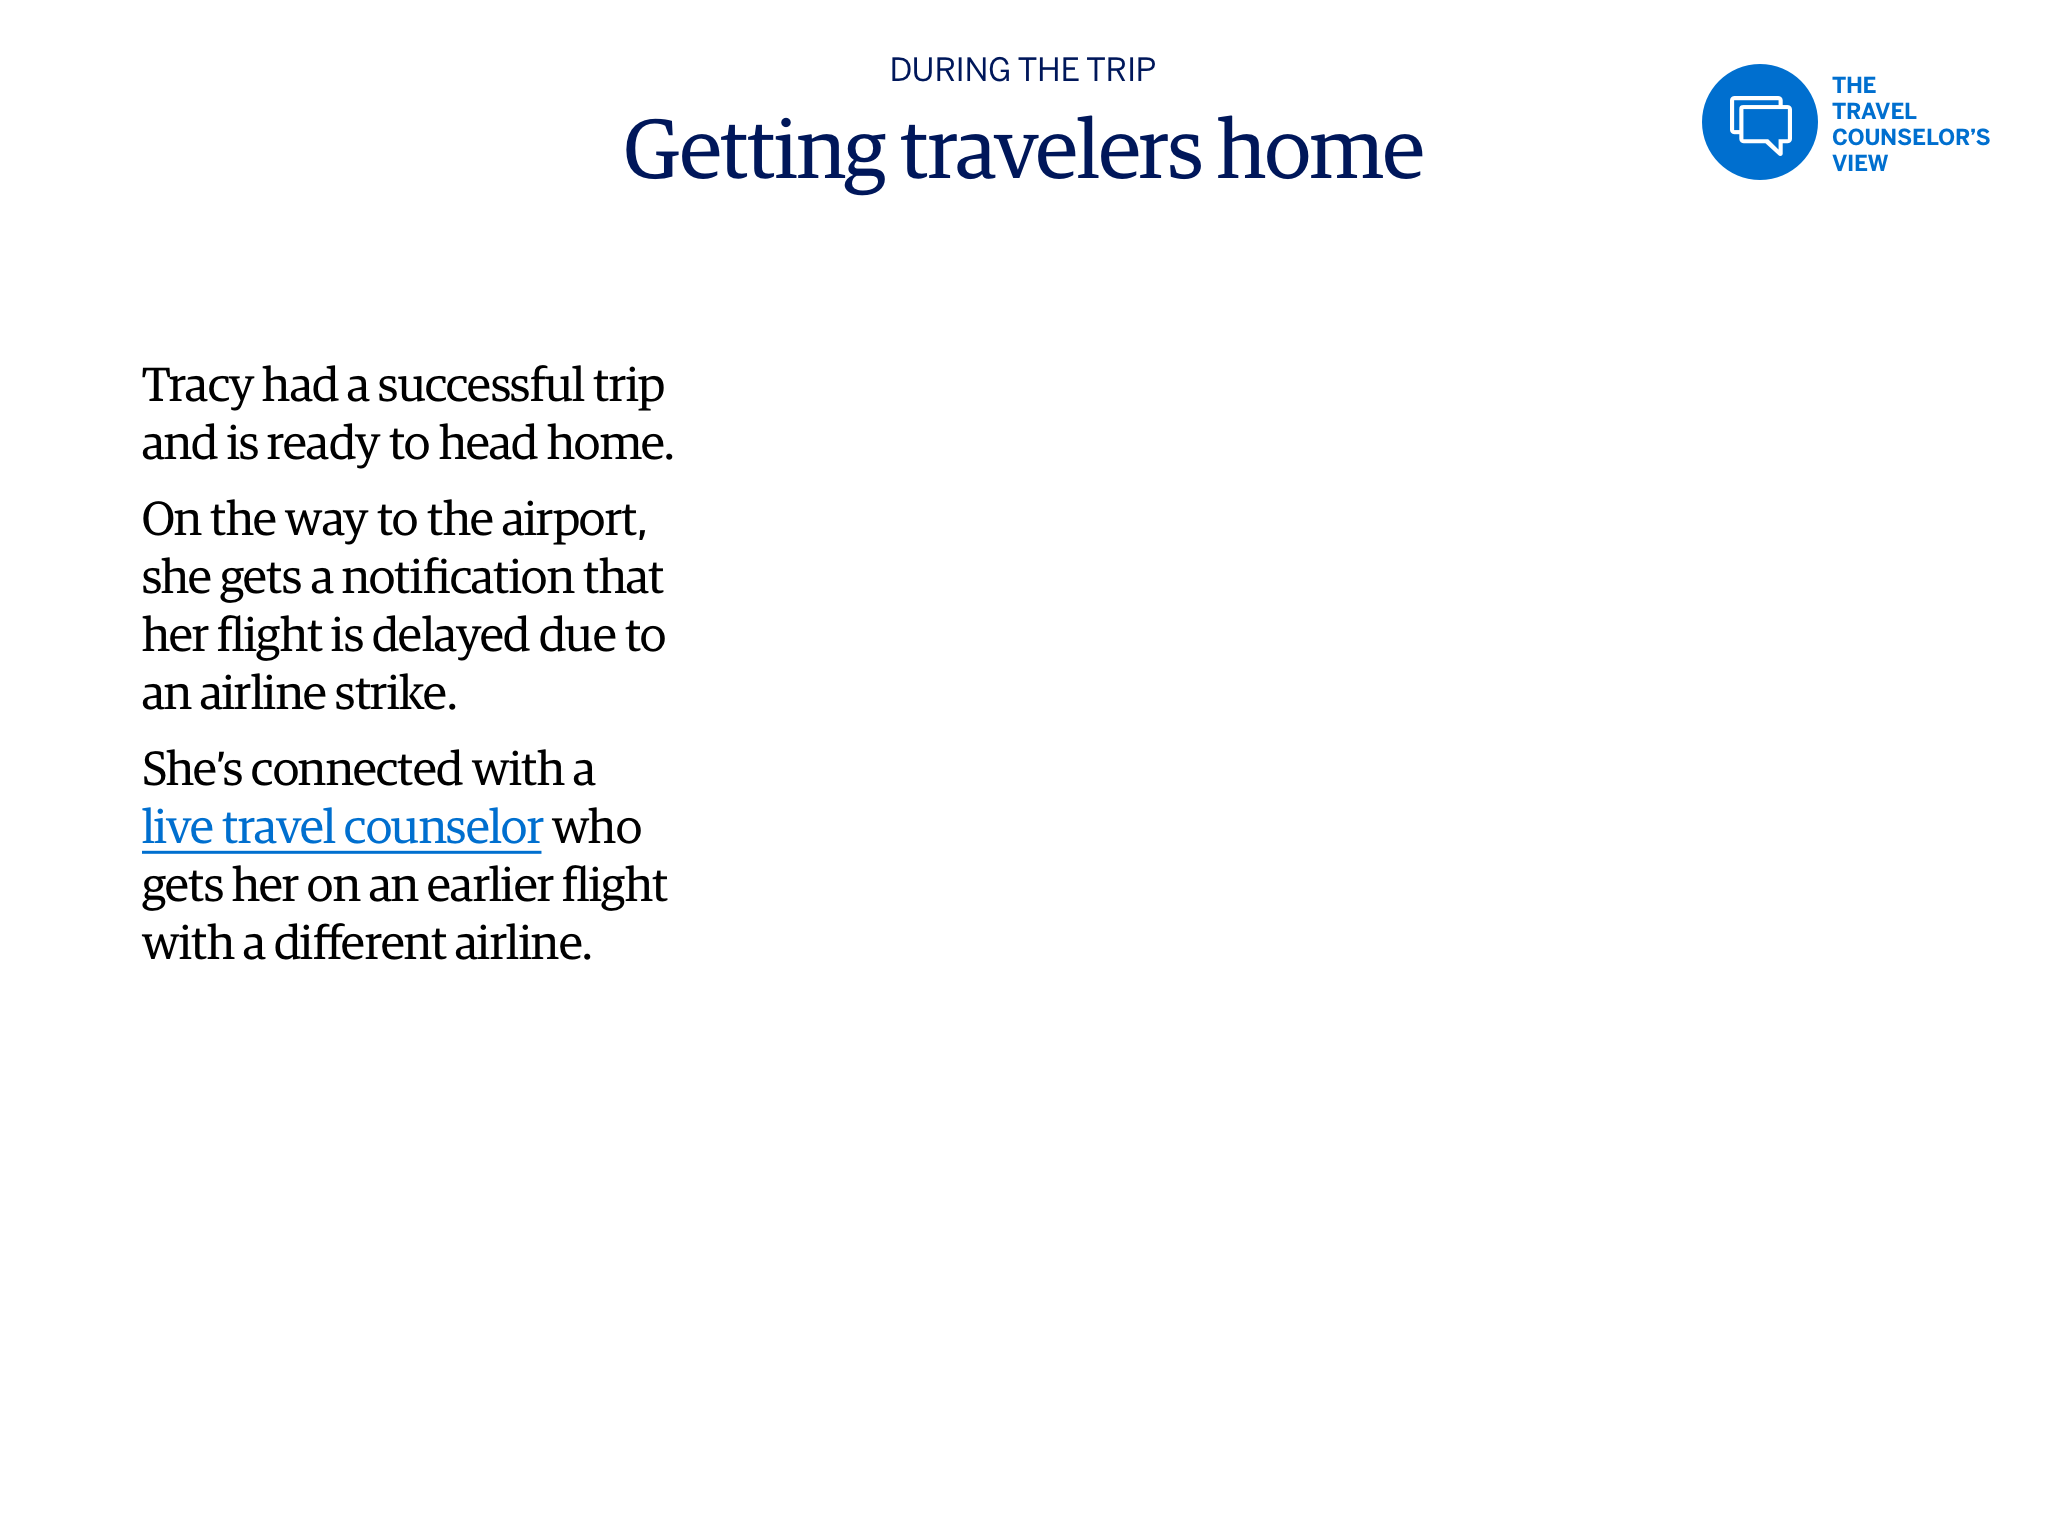 DURING THE TRIP
Getting travelers home
THE
TRAVEL
COUNSELOR’S
VIEW
Tracy had a successful trip
and is ready to head home.
On the way to the airport,
she gets a notification that
her flight is delayed due to
an airline strike.
She’s connected with a
live travel counselor who
gets her on an earlier flight
with a different airline.